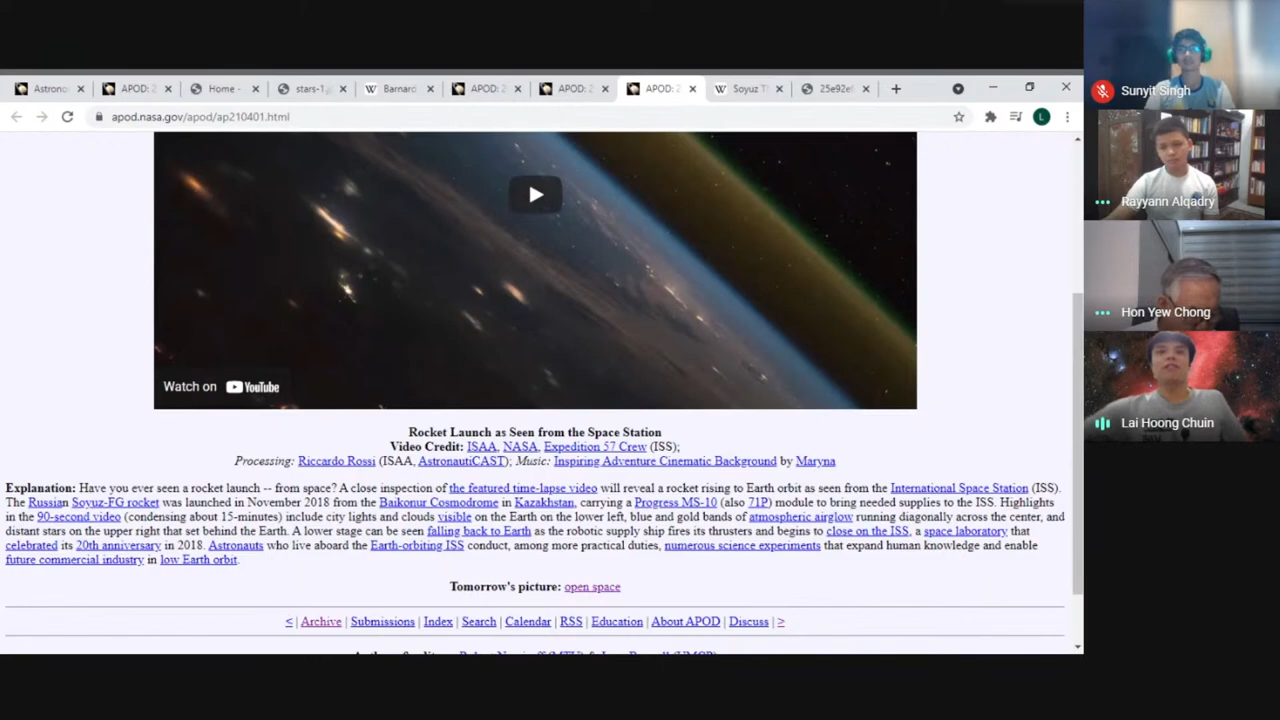 Astrono
APOD: 2
Home -
stars-1.j
Barnard
APOD: 2
APOD: 2
APOD: 2
Soyuz T
25e92ef
apod.nasa.gov/apod/ap210401.html
L
Watch on YouTube
Rocket Launch as Seen from the Space Station
Video Credit: ISAA, NASA, Expedition 57 Crew (ISS);
Processing: Riccardo Rossi (ISAA, AstronautiCAST); Music: Inspiring Adventure Cinematic Background by Maryna
Explanation: Have you ever seen a rocket launch -- from space? A close inspection of the featured time-lapse video will reveal a rocket rising to Earth orbit as seen from the International Space Station (ISS).
The Russian Soyuz-FG rocket was launched in November 2018 from the Baikonur Cosmodrome in Kazakhstan, carrying a Progress MS-10 (also 71P) module to bring needed supplies to the ISS. Highlights
in the 90-second video (condensing about 15-minutes) include city lights and clouds visible on the Earth on the lower left, blue and gold bands of atmospheric airglow running diagonally across the center, and
distant stars on the upper right that set behind the Earth. A lower stage can be seen falling back to Earth as the robotic supply ship fires its thrusters and begins to close on the ISS, a space laboratory that
celebrated its 20th anniversary in 2018. Astronauts who live aboard the Earth-orbiting ISS conduct, among more practical duties, numerous science experiments that expand human knowledge and enable
future commercial industry in low Earth orbit.
Tomorrow's picture: open space
< | Archive | Submissions | Index | Search | Calendar | RSS | Education | About APOD | Discuss | >
Sunyit Singh
Rayyann Alqadry
Hon Yew Chong
Lai Hoong Chuin